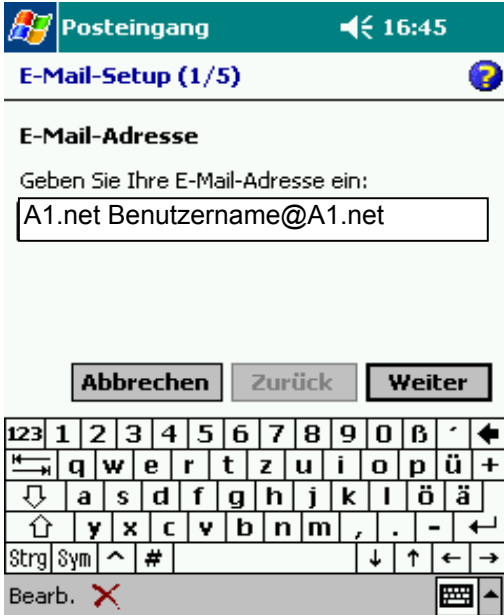 Posteingang 16:45
E-Mail-Setup (1/5) ?
E-Mail-Adresse
Geben Sie Ihre E-Mail-Adresse ein:
A1.net Benutzername@A1.net
Abbrechen Zurück Weiter
123 1 2 3 4 5 6 7 8 9 0 ß ´
q w e r t z u i o p ü +
a s d f g h j k l ö ä
y x c v b n m , . -
Strg Sym ^ # ↓ ↑ ← →
Bearb.